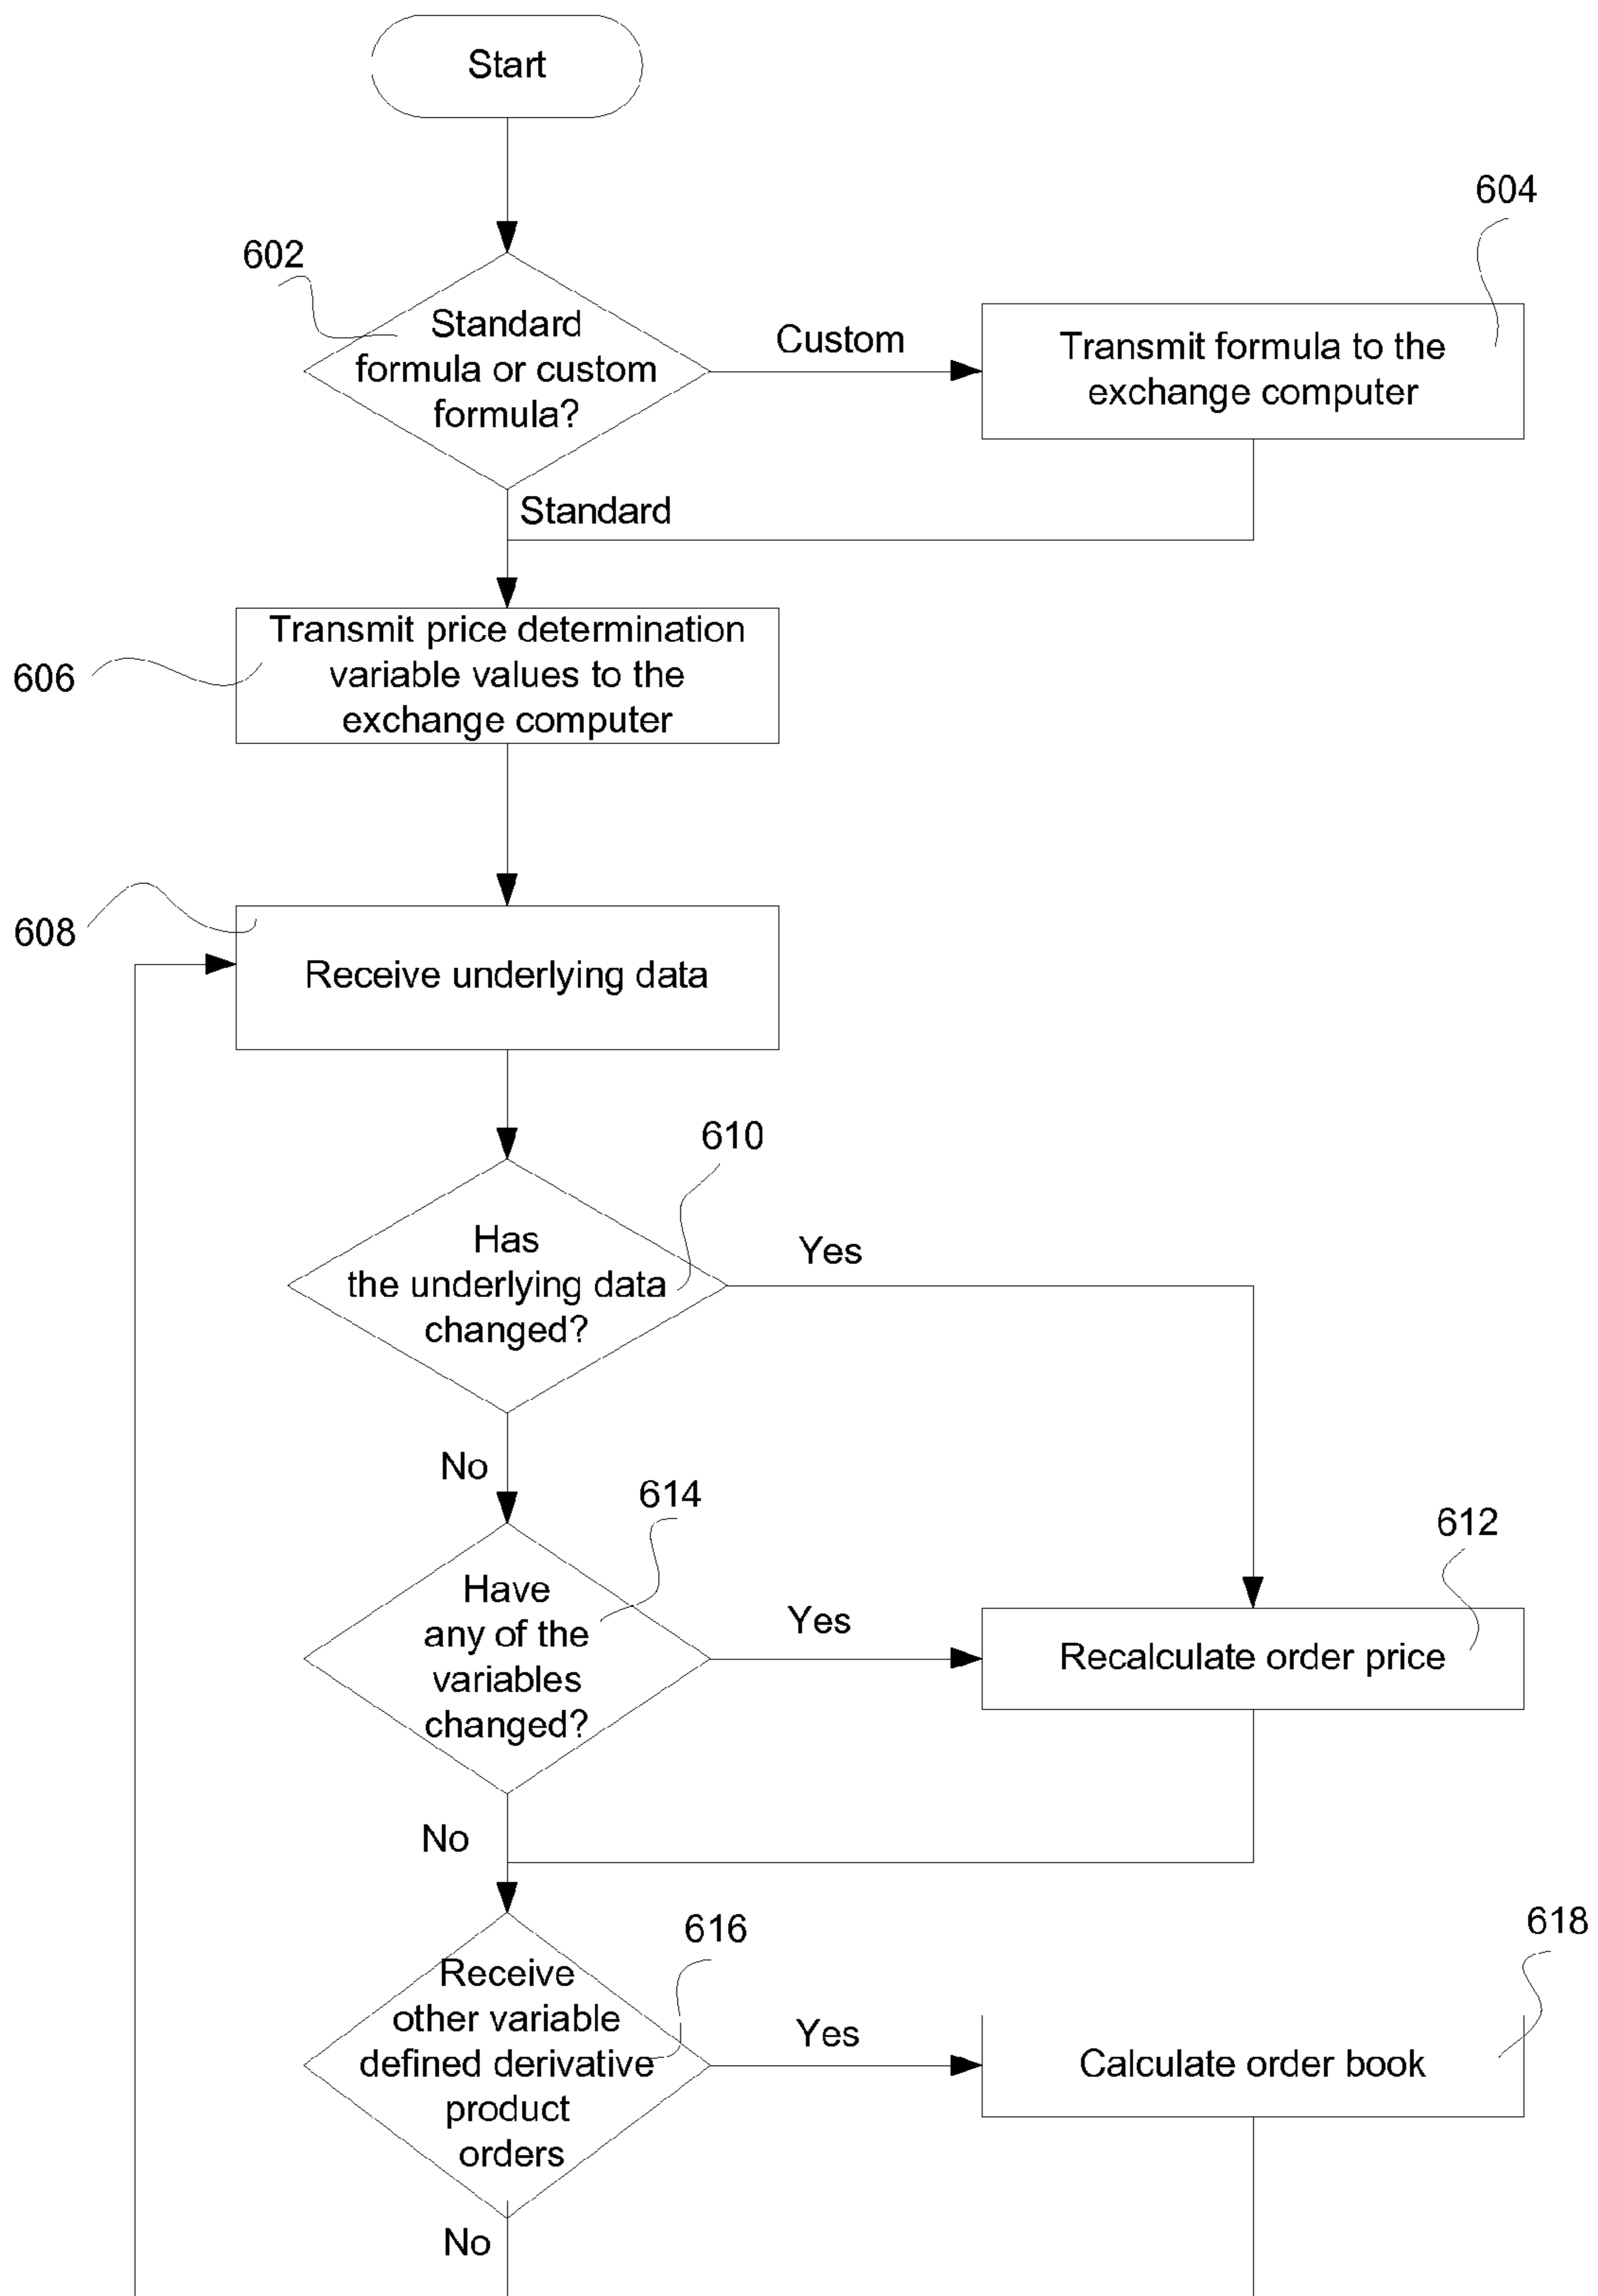 Start
604
602
Standard
formula or custom
formula?
Custom
Transmit formula to the
exchange computer
Standard
Transmit price determination
variable values to the
exchange computer
606
608
Receive underlying data
610
Has
the underlying data
changed?
Yes
No
614
612
Have
any of the
variables
changed?
Yes
Recalculate order price
No
616
618
Receive
other variable
defined derivative
product
orders
Yes
Calculate order book
No